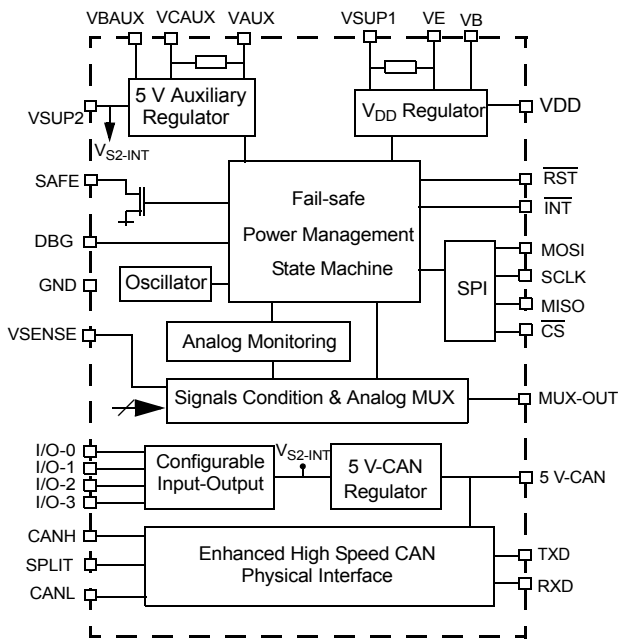 VBAUX VCAUX VAUX VSUP1 VE VB
5 V Auxiliary
Regulator
VDD Regulator
VSUP2
VDD
VS2-INT
SAFE
DBG
GND
VSENSE
Fail-safe
Power Management
State Machine
Oscillator
Analog Monitoring
Signals Condition & Analog MUX
RST
INT
SPI
MOSI
SCLK
MISO
CS
MUX-OUT
I/O-0
I/O-1
I/O-2
I/O-3
Configurable
Input-Output
VS2-INT
5 V-CAN
Regulator
5 V-CAN
CANH
SPLIT
CANL
Enhanced High Speed CAN
Physical Interface
TXD
RXD